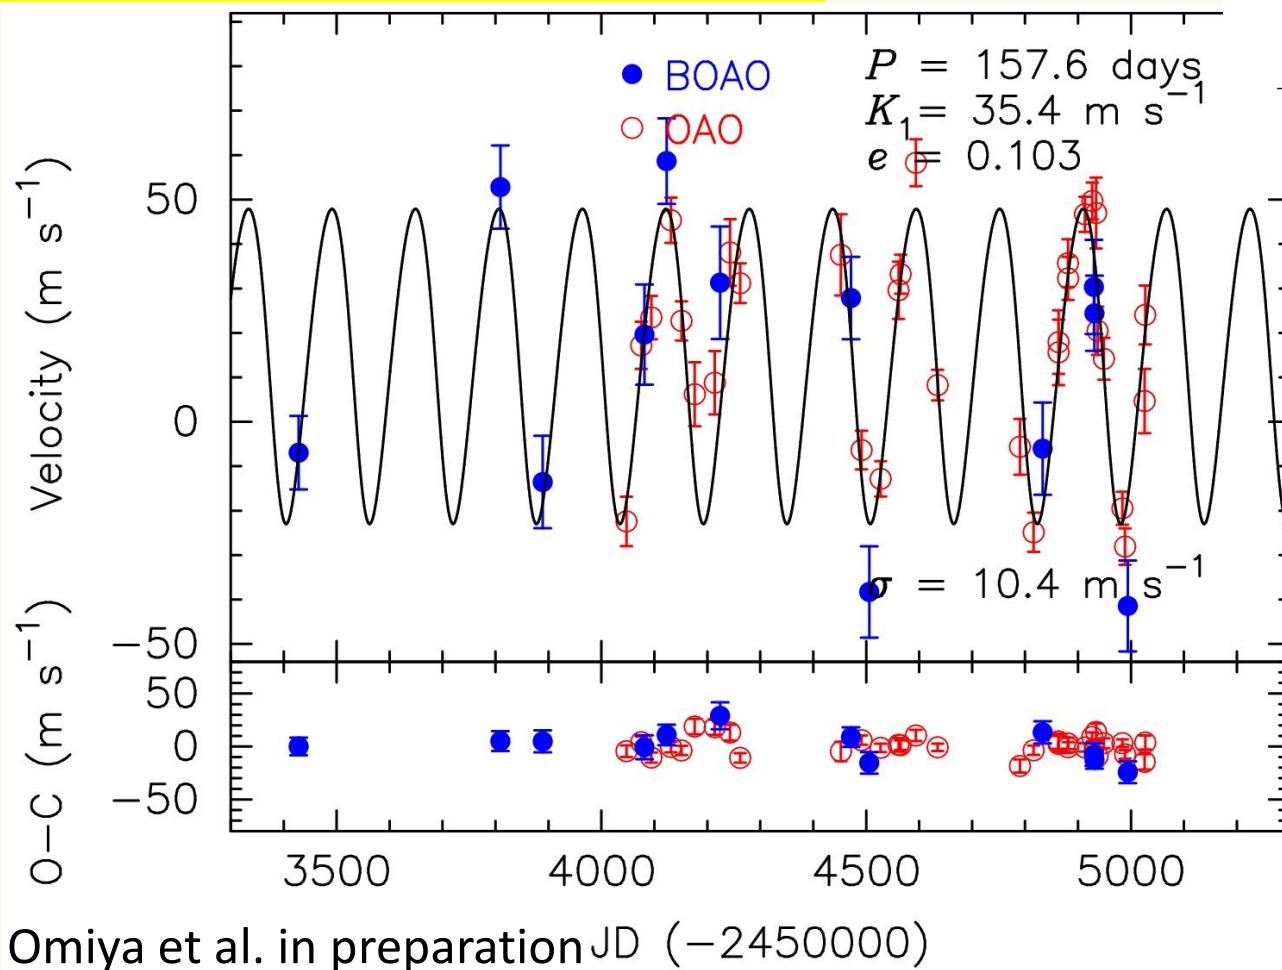 BOAO
OAO
P = 157.6 days
K₁ = 35.4 m s⁻¹
e = 0.103
σ = 10.4 m s⁻¹
Velocity (m s⁻¹)
50
0
−50
O−C (m s⁻¹)
50
0
−50
3500 4000 4500 5000
JD (−2450000)
Omiya et al. in preparation